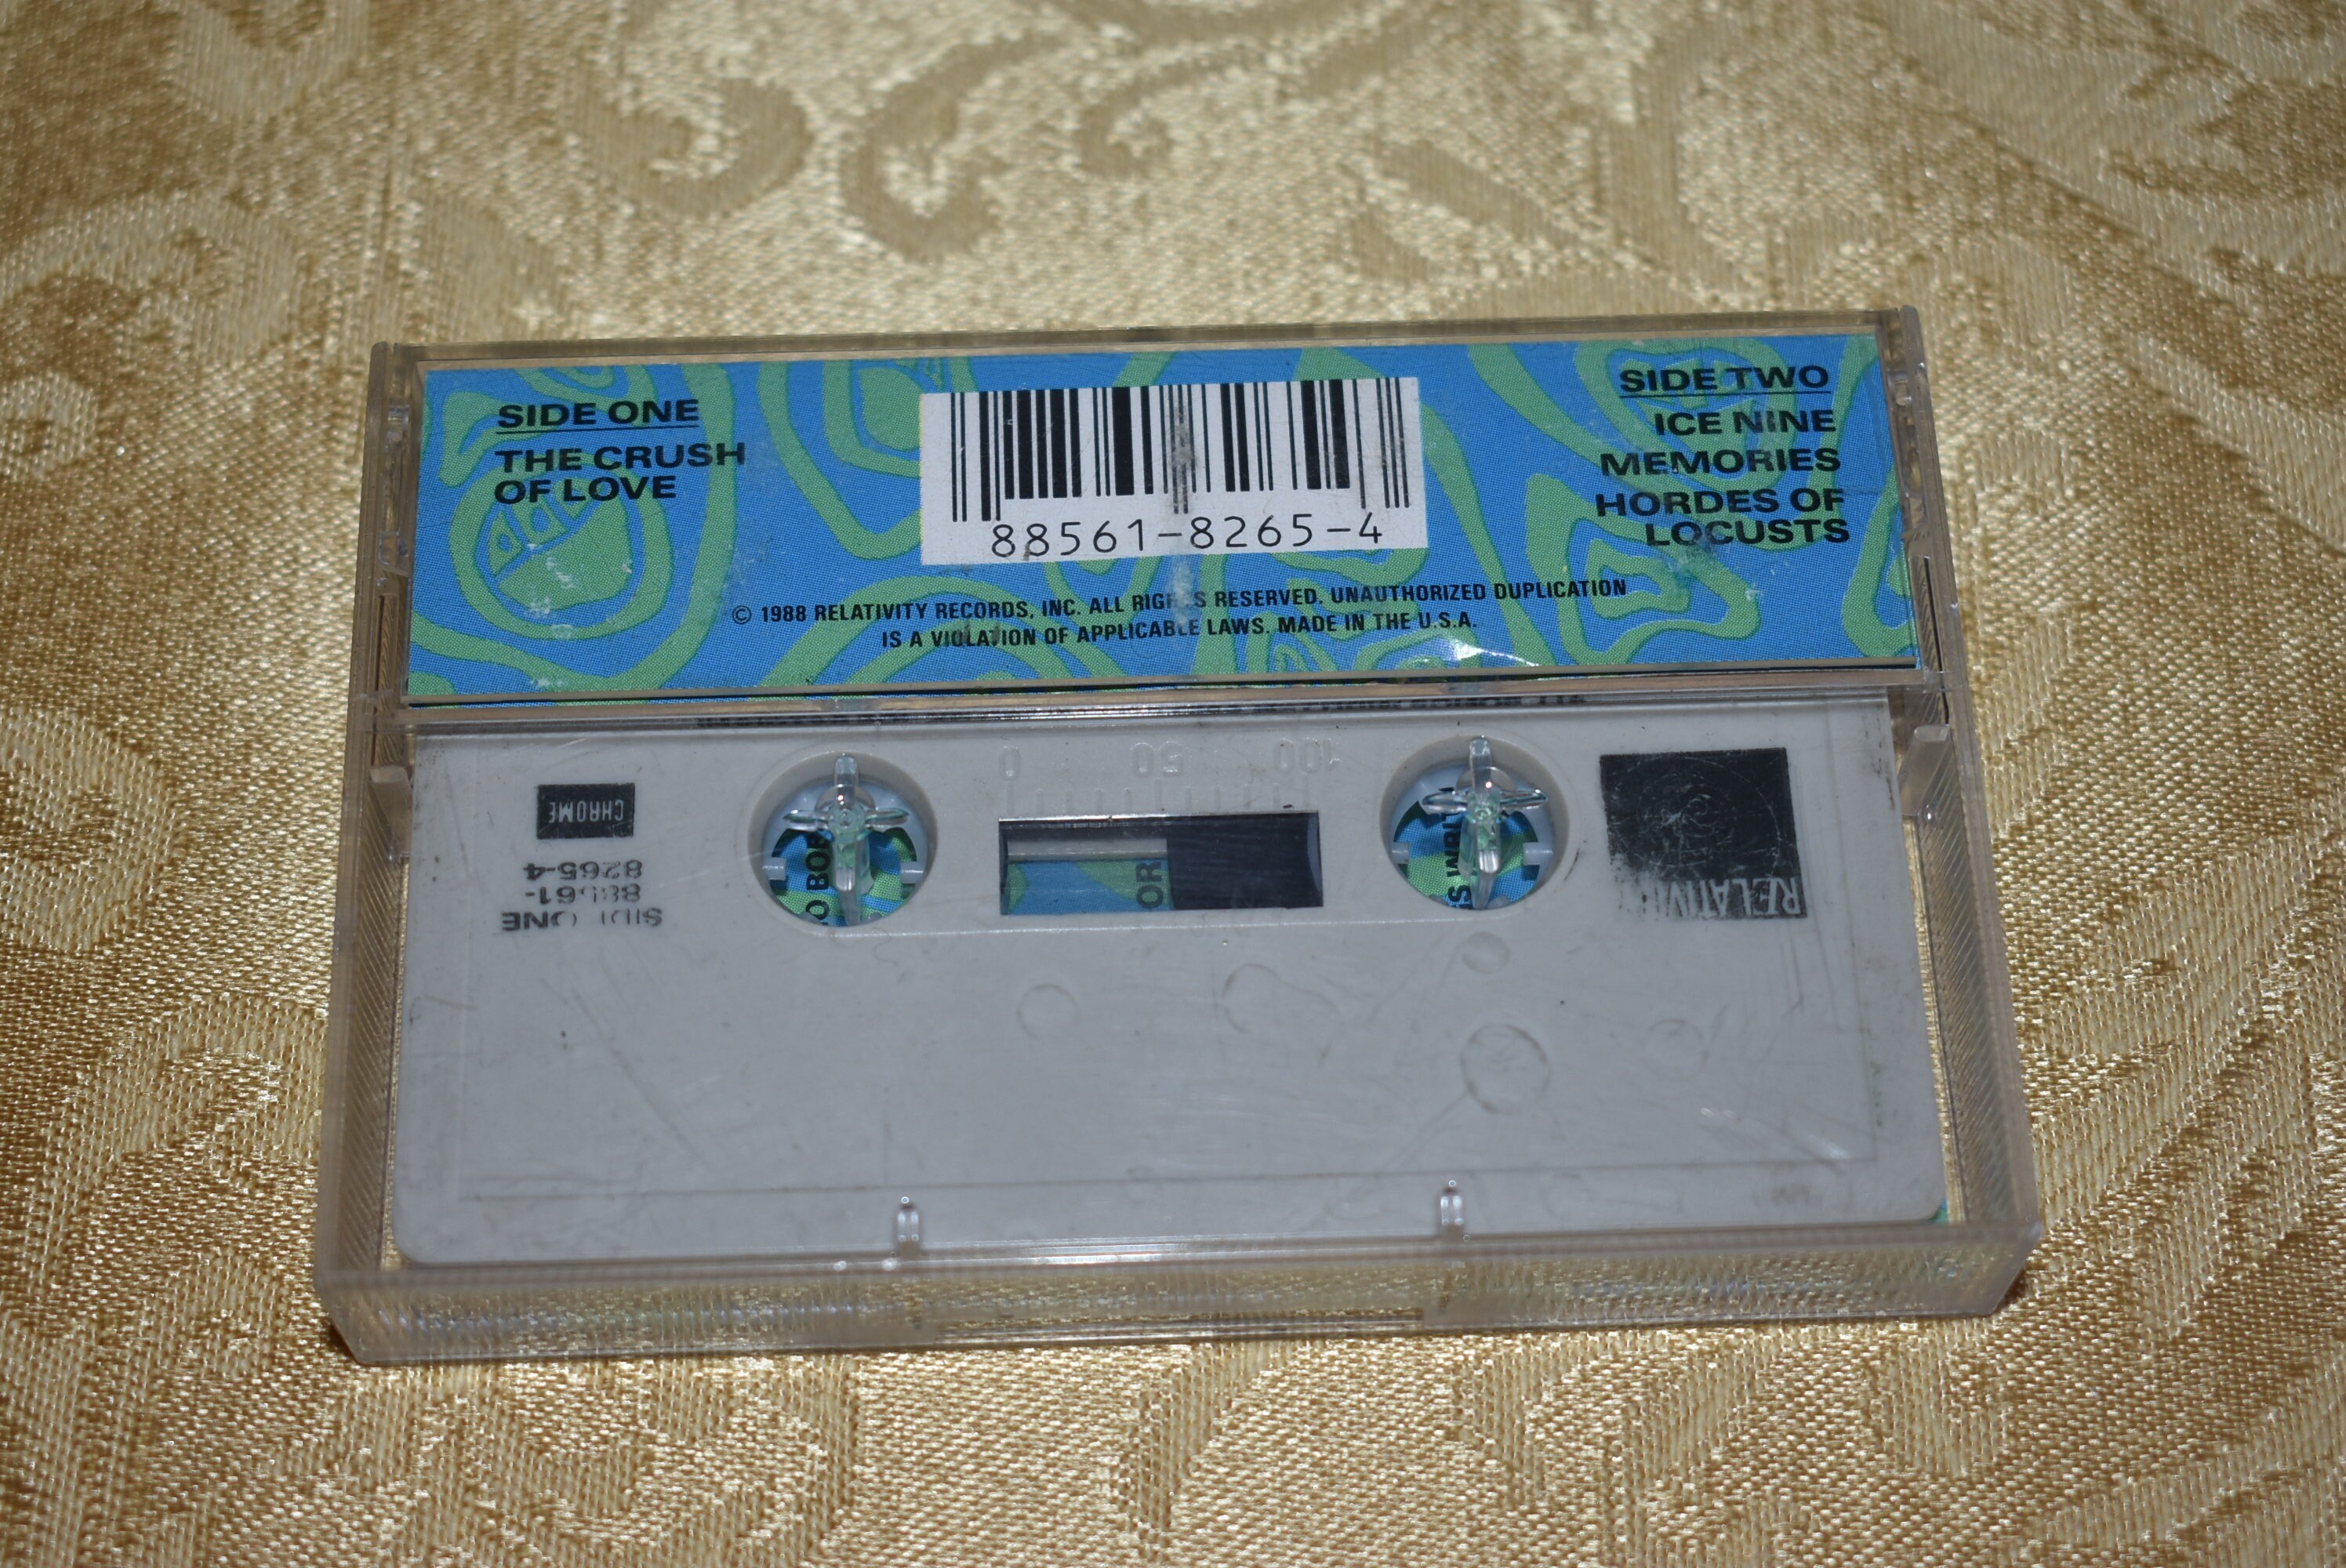 SIDE ONE
THE CRUSH
OF LOVE
88561-8265-4
SIDE TWO
ICE NINE
MEMORIES
HORDES OF
LOCUSTS
© 1988 RELATIVITY RECORDS, INC. ALL RIGHTS RESERVED. UNAUTHORIZED DUPLICATION
IS A VIOLATION OF APPLICABLE LAWS. MADE IN THE U.S.A.
0 50 100
CHROME
SIDE ONE
88561-
8265-4
OR